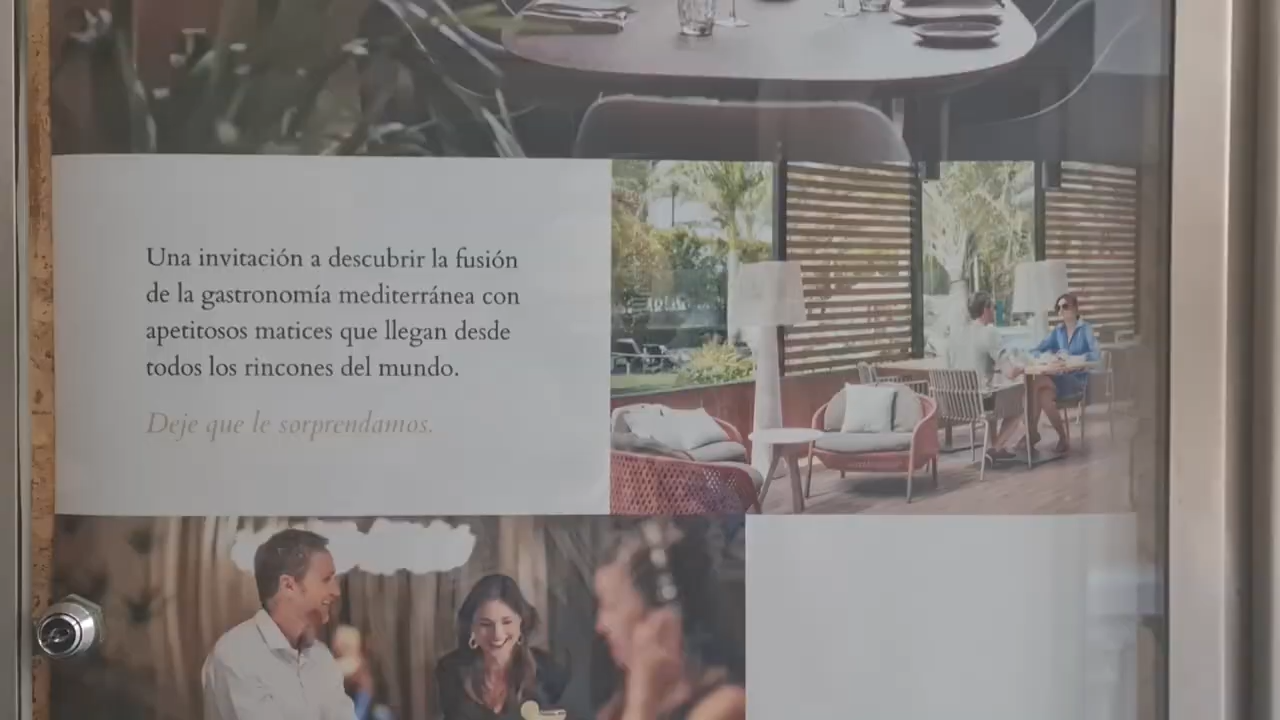 Una invitación a descubrir la fusión
de la gastronomía mediterránea con
apetitosos matices que llegan desde
todos los rincones del mundo.
Deje que le sorprendamos.